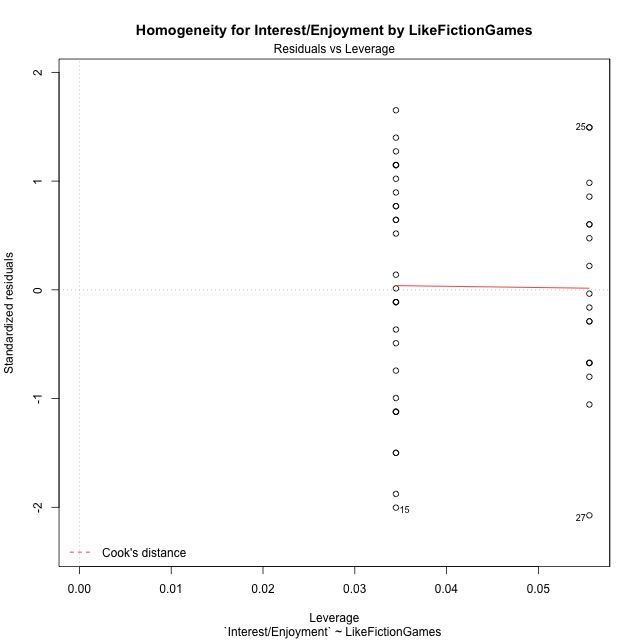 Homogeneity for Interest/Enjoyment by LikeFictionGames
Residuals vs Leverage
2
1
0
-1
-2
Standardized residuals
25
15
27
Cook's distance
0.00 0.01 0.02 0.03 0.04 0.05
Leverage
`Interest/Enjoyment` ~ LikeFictionGames